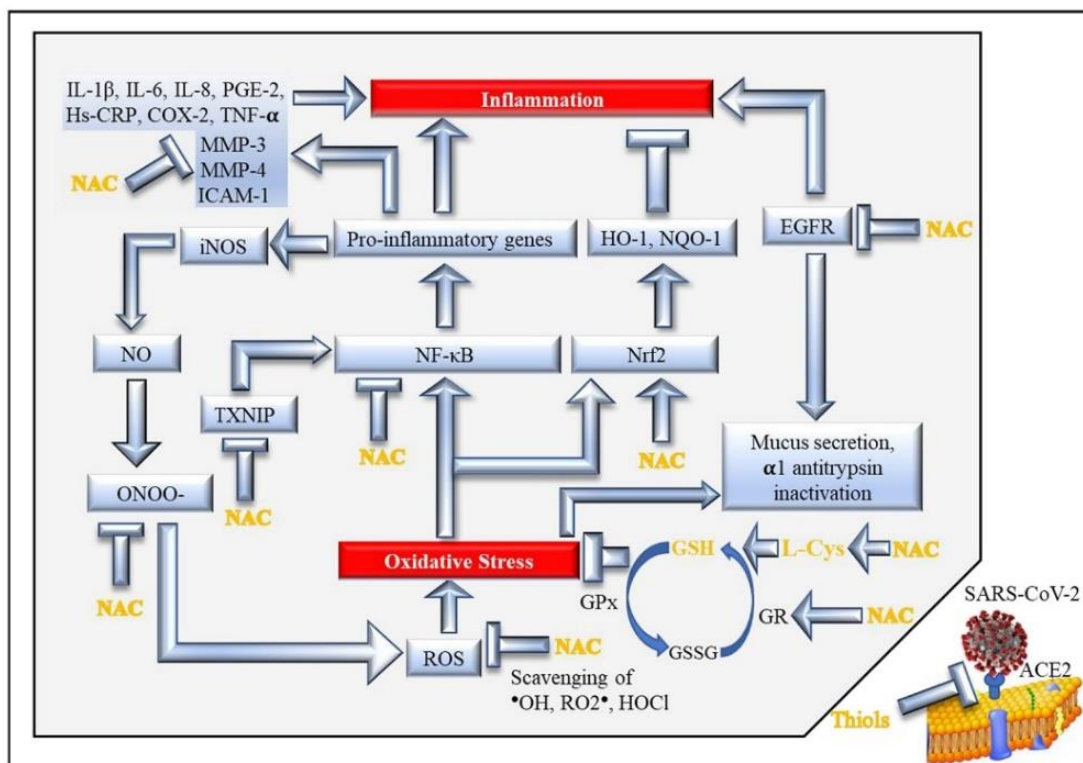 IL-1β, IL-6, IL-8, PGE-2,
Hs-CRP, COX-2, TNF-α
MMP-3
MMP-4
ICAM-1
NAC
Inflammation
iNOS
Pro-inflammatory genes
HO-1, NQO-1
EGFR
NAC
NO
NF-κB
Nrf2
TXNIP
NAC
NAC
Mucus secretion,
α1 antitrypsin
inactivation
ONOO-
NAC
NAC
Oxidative Stress
GPx
GSH
L-Cys
NAC
GSSG
GR
NAC
ROS
NAC
Scavenging of
•OH, RO2•, HOCl
SARS-CoV-2
ACE2
Thiols